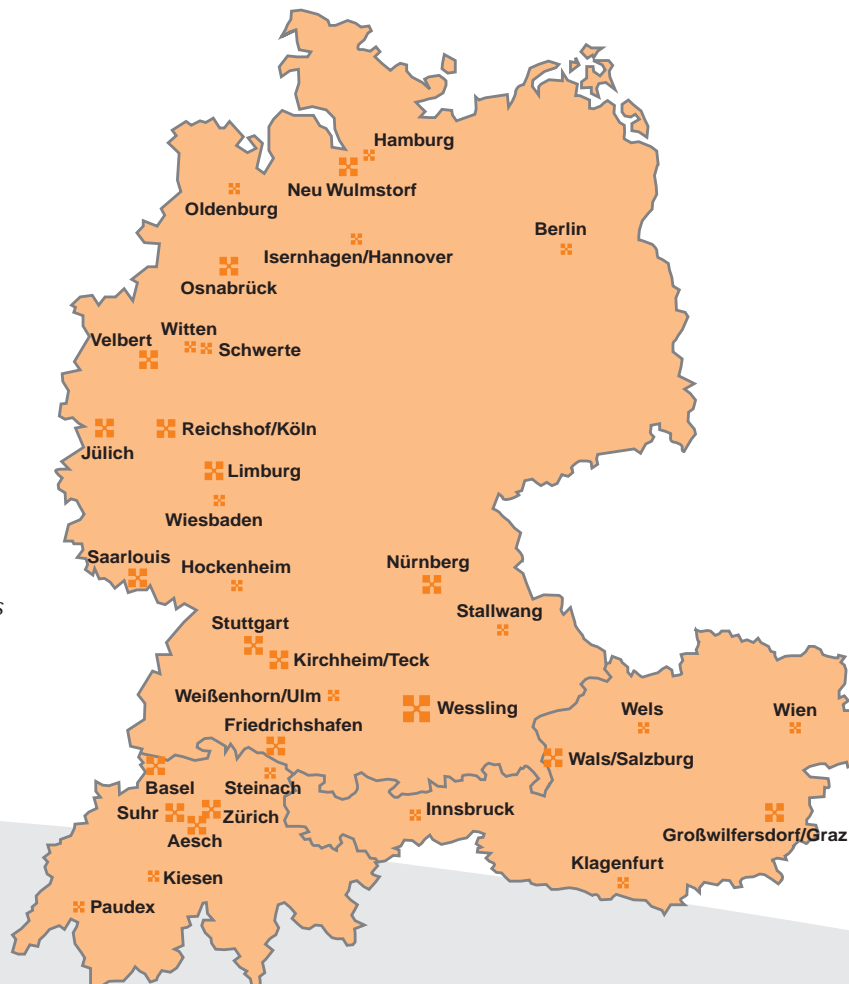 Hamburg
Neu Wulmstorf
Oldenburg
Berlin
Isernhagen/Hannover
Osnabrück
Witten
Velbert
Schwerte
Reichshof/Köln
Jülich
Limburg
Wiesbaden
Saarlouis
Hockenheim
Nürnberg
s
Stallwang
Stuttgart
Kirchheim/Teck
Weißenhorn/Ulm
Wessling
Wels
Wien
Friedrichshafen
Wals/Salzburg
Basel
Steinach
Suhr
Zürich
Innsbruck
Aesch
Großwilfersdorf/Graz
Klagenfurt
Kiesen
Paudex